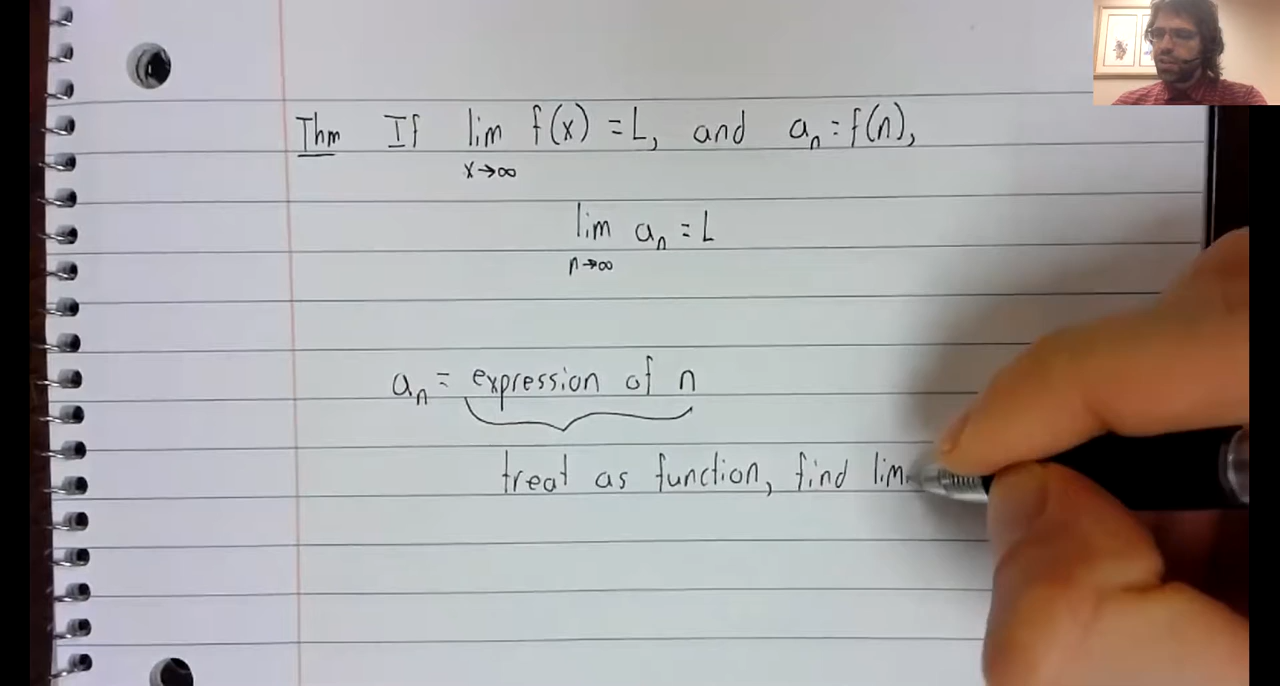 Thm If lim f(x) = L, and aₙ = f(n),
x→∞
lim aₙ = L
n→∞
aₙ = expression of n
treat as function, find lim